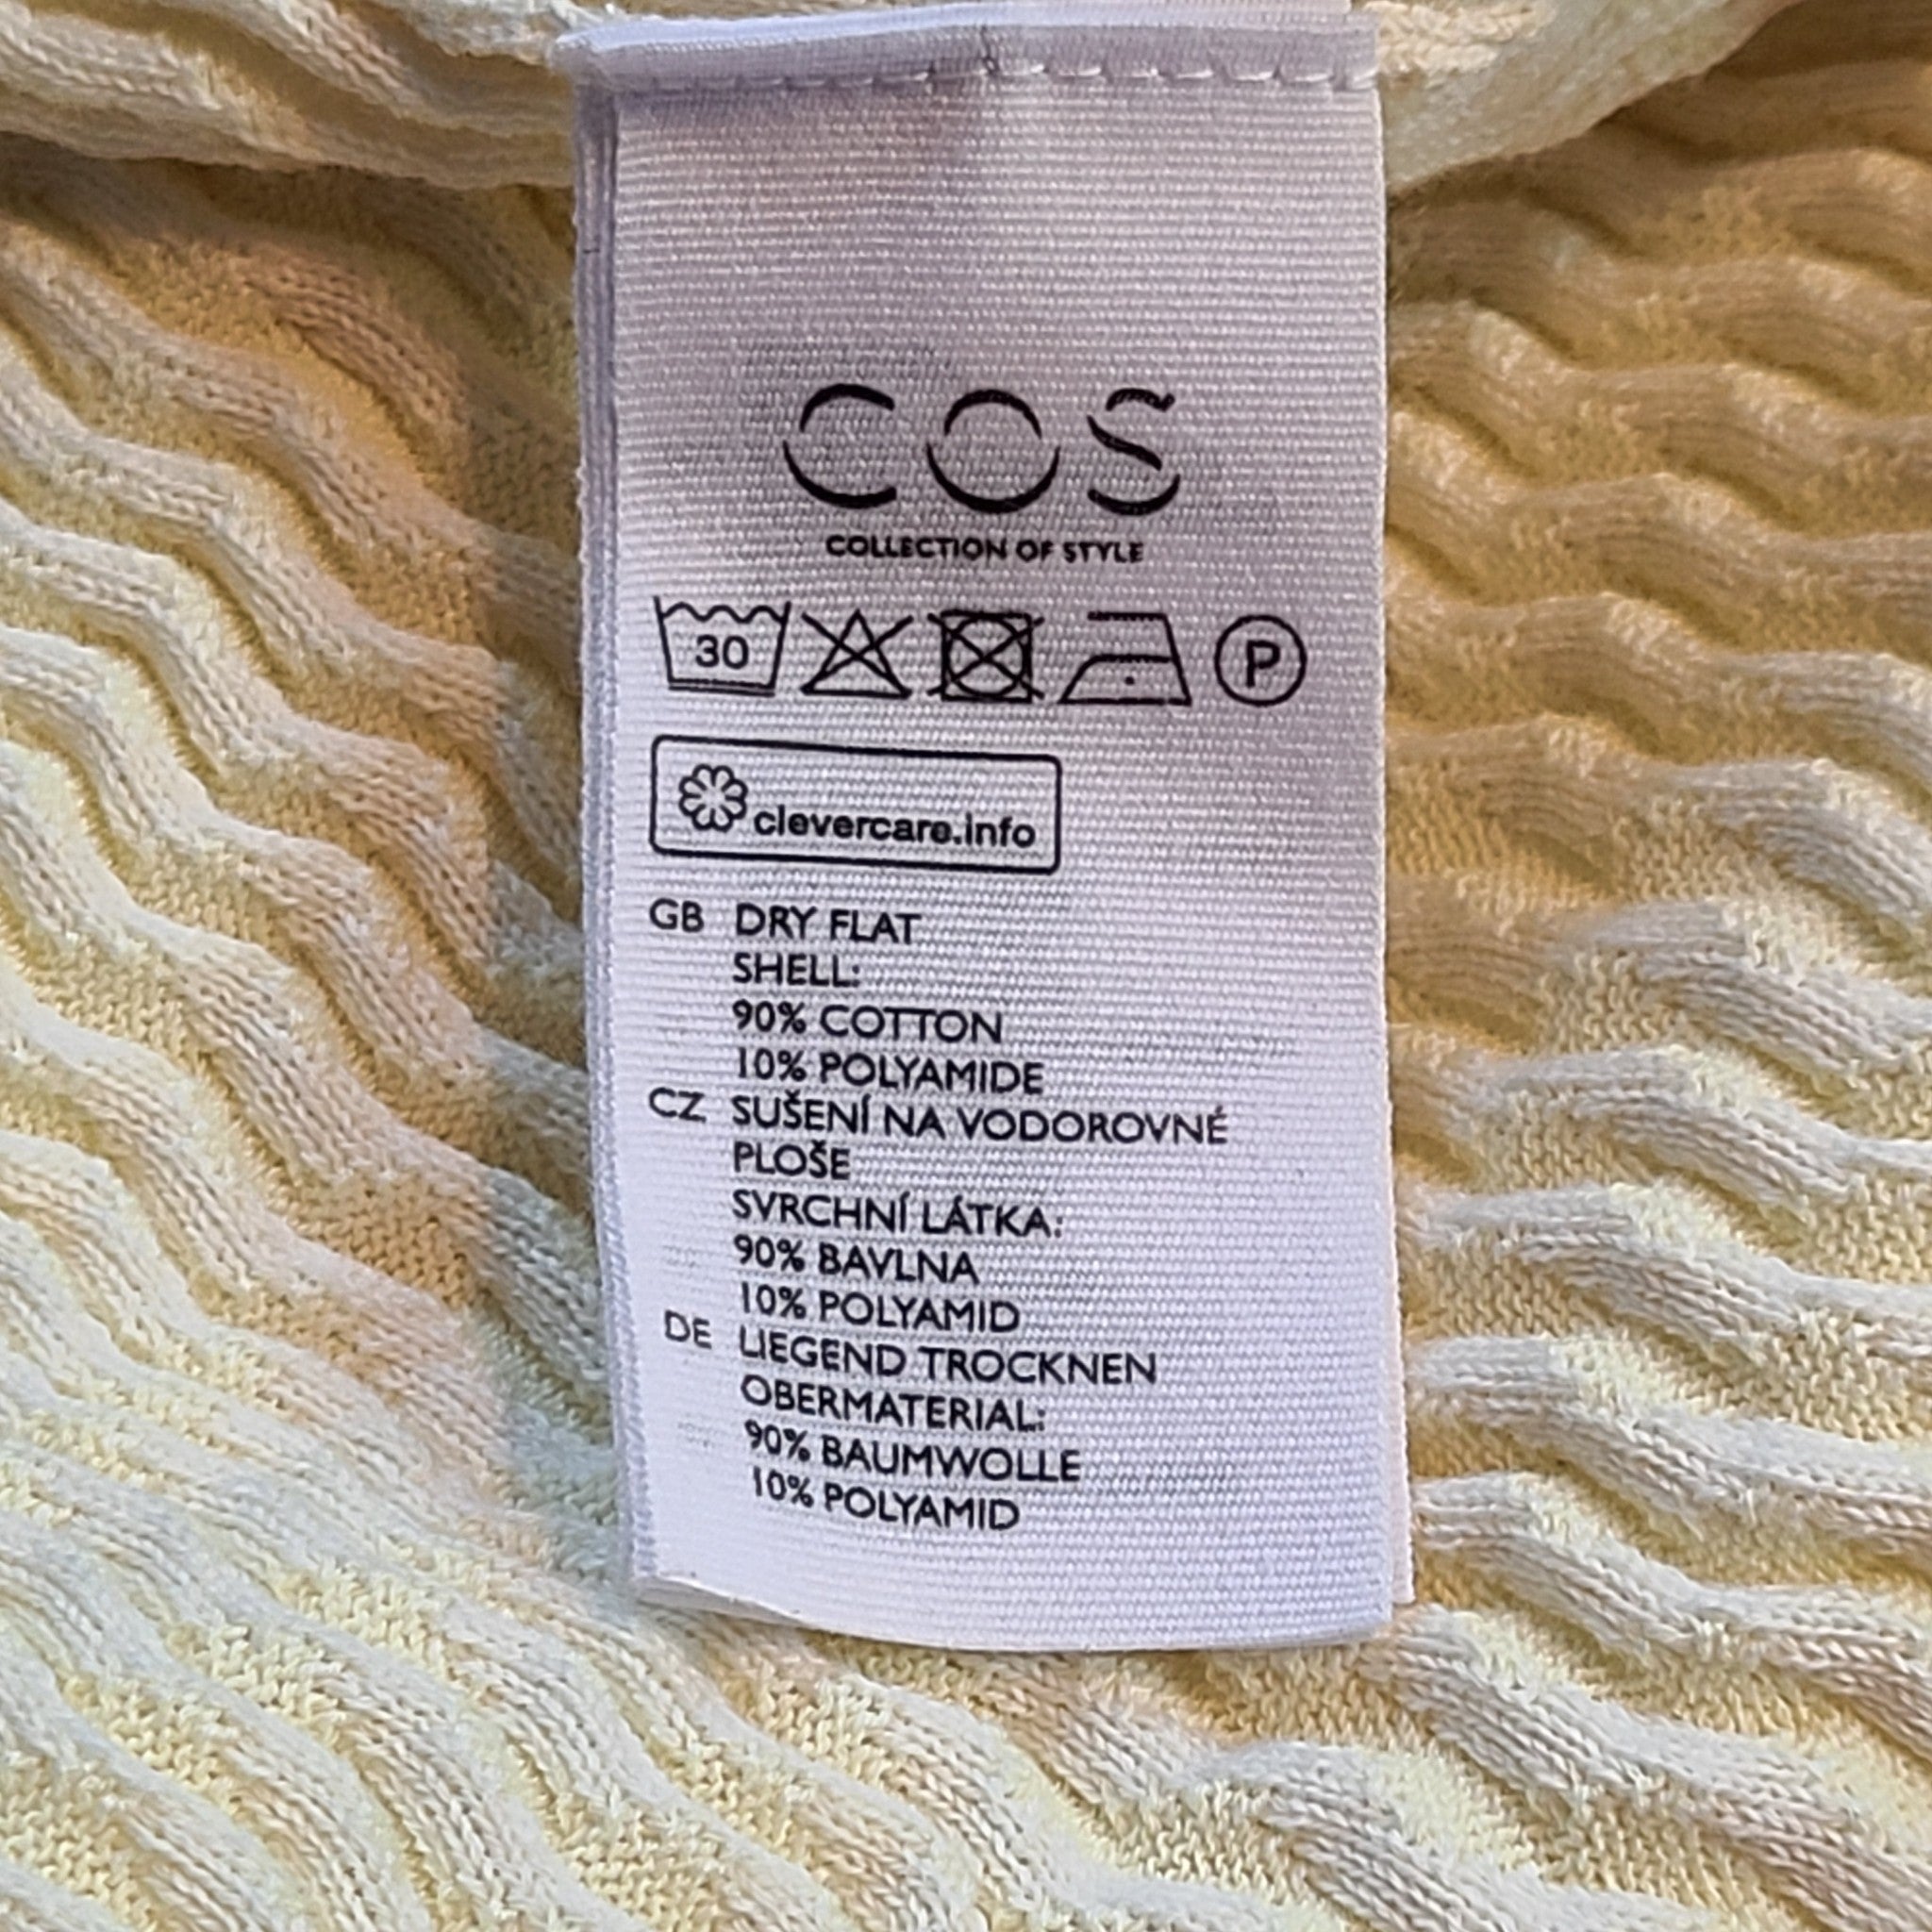 COS
COLLECTION OF STYLE
30
P
clevercare.info
GB DRY FLAT
SHELL:
90% COTTON
10% POLYAMIDE
CZ SUŠENÍ NA VODOROVNÉ
PLOŠE
SVRCHNÍ LÁTKA:
90% BAVLNA
10% POLYAMID
DE LIEGEND TROCKNEN
OBERMATERIAL:
90% BAUMWOLLE
10% POLYAMID